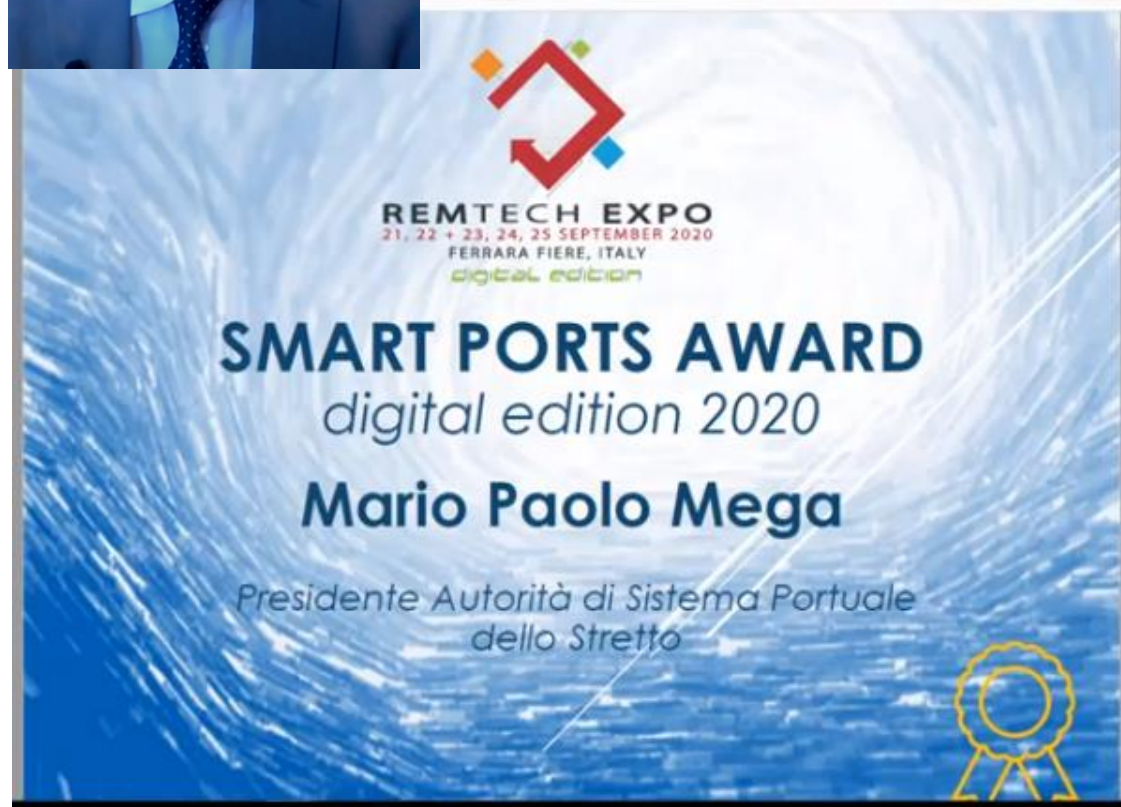 REMTECH EXPO
21, 22 + 23, 24, 25 SEPTEMBER 2020
FERRARA FIERE, ITALY
digital edition
SMART PORTS AWARD
digital edition 2020
Mario Paolo Mega
Presidente Autorità di Sistema Portuale
dello Stretto